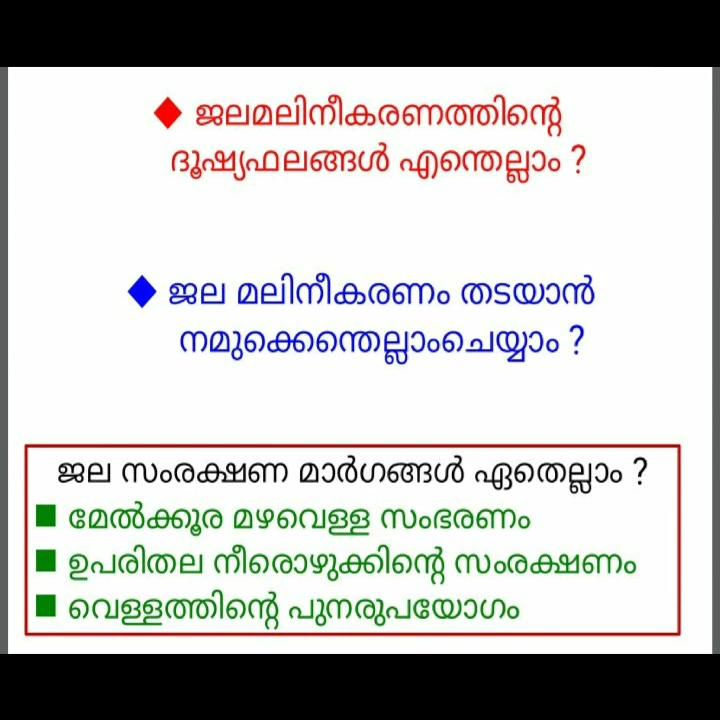 ◆ ജലമലിനീകരണത്തിന്റെ
ദൂഷ്യഫലങ്ങൾ എന്തെല്ലാം ?
◆ ജല മലിനീകരണം തടയാൻ
നമുക്കെന്തെല്ലാംചെയ്യാം ?
ജല സംരക്ഷണ മാർഗങ്ങൾ ഏതെല്ലാം ?
■ മേൽക്കൂര മഴവെള്ള സംഭരണം
■ ഉപരിതല നീരൊഴുക്കിന്റെ സംരക്ഷണം
■ വെള്ളത്തിന്റെ പുനരുപയോഗം